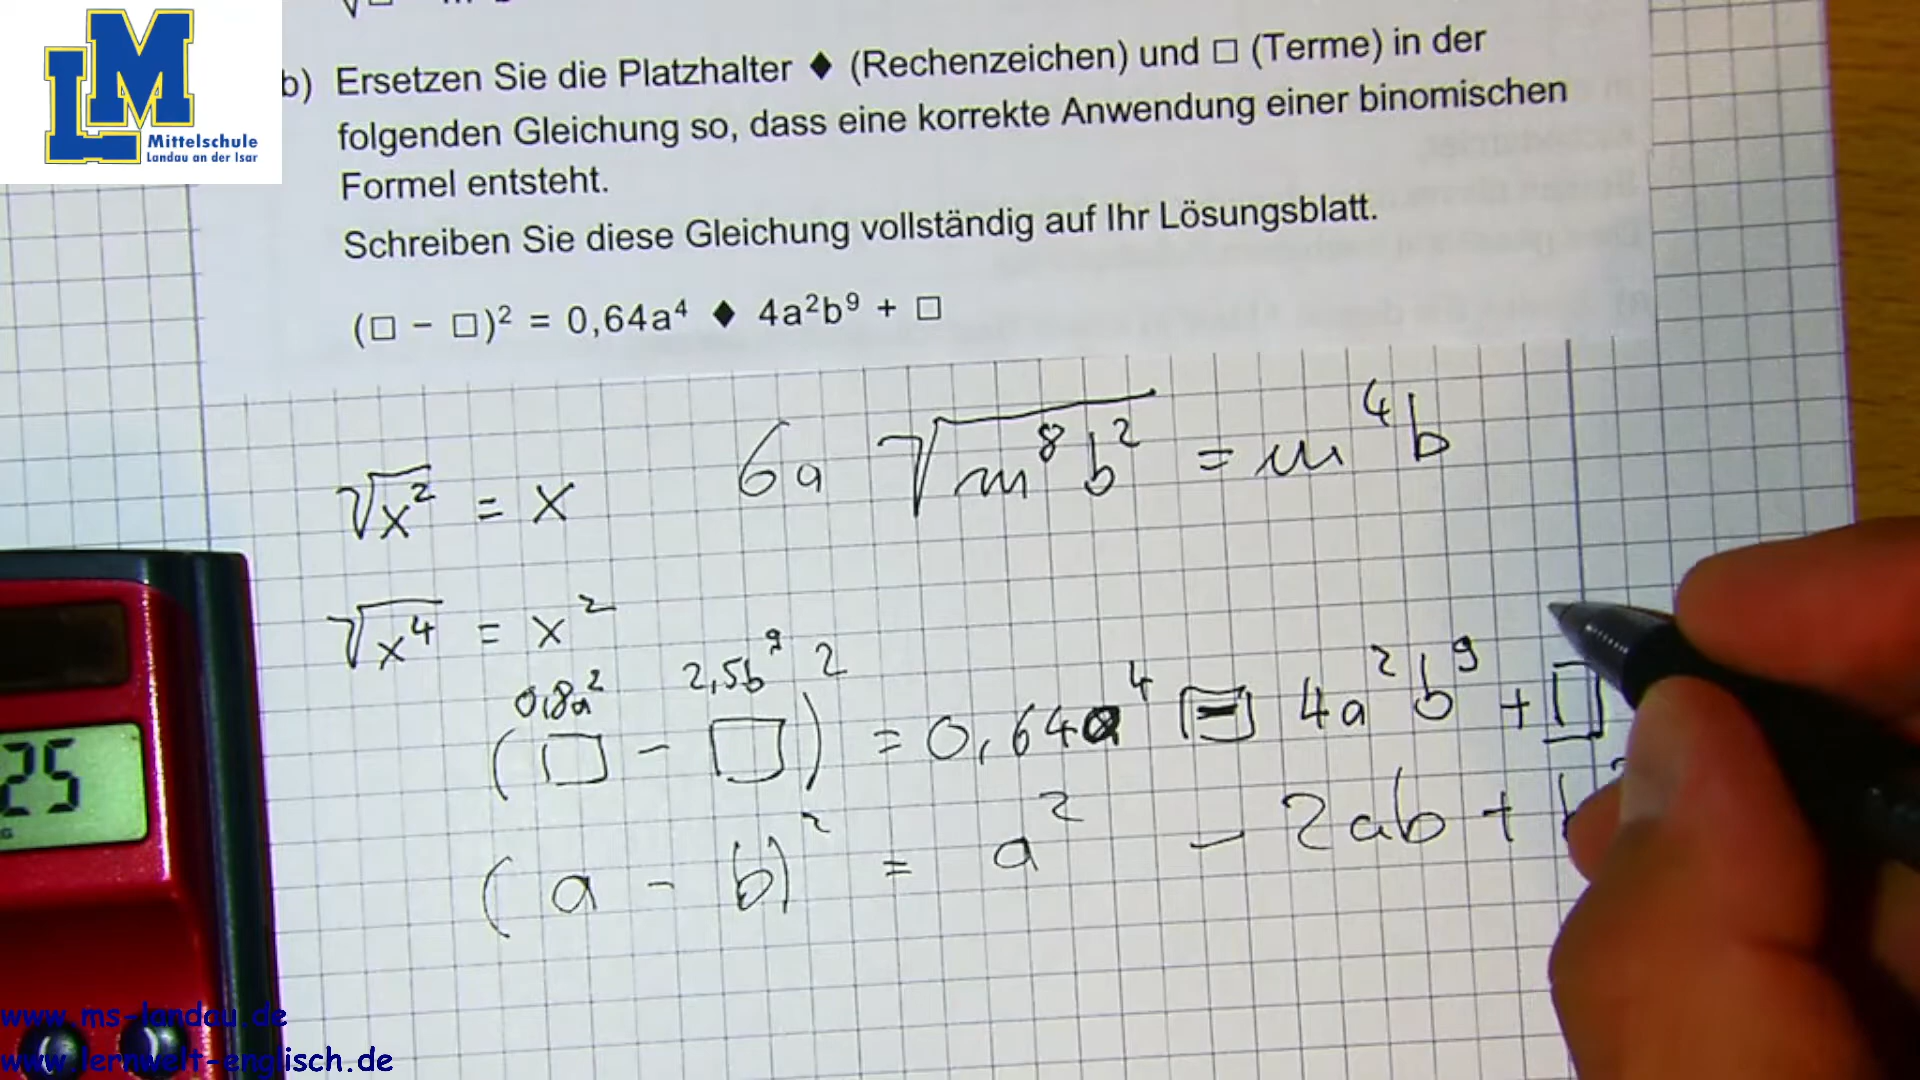 LM
Mittelschule
Landau an der Isar
b) Ersetzen Sie die Platzhalter ♦ (Rechenzeichen) und □ (Terme) in der
folgenden Gleichung so, dass eine korrekte Anwendung einer binomischen
Formel entsteht.
Schreiben Sie diese Gleichung vollständig auf Ihr Lösungsblatt.
(□ − □)² = 0,64a⁴ ♦ 4a²b⁹ + □
6a √m⁸b² = m⁴b
√x² = x
√x⁴ = x²
0,8a² 2,5b⁹
(□ − □)² = 0,64a⁴ − 4a²b⁹ + □
(a − b)² = a² − 2ab + b²
25
www.ms-landau.de
www.lernwelt-englisch.de